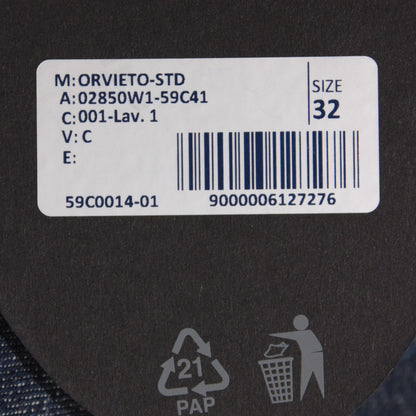 M: ORVIETO-STD
A: 02850W1-59C41
C: 001-Lav. 1
V: C
E:
SIZE
32
59C0014-01
9000006127276
21
PAP